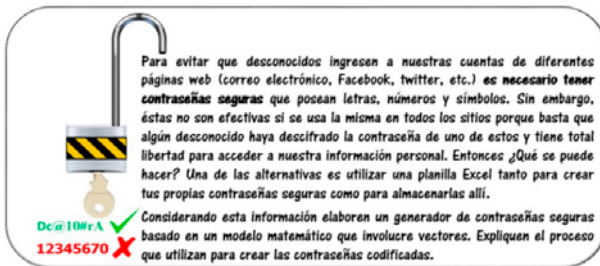 Para evitar que desconocidos ingresen a nuestras cuentas de diferentes
páginas web (correo electrónico, Facebook, twitter, etc.) es necesario tener
contraseñas seguras que posean letras, números y símbolos. Sin embargo,
éstas no son efectivas si se usa la misma en todos los sitios porque basta que
algún desconocido haya descifrado la contraseña de uno de estos y tiene total
libertad para acceder a nuestra información personal. Entonces ¿Qué se puede
hacer? Una de las alternativas es utilizar una planilla Excel tanto para crear
tus propias contraseñas seguras como para almacenarlas allí.
Considerando esta información elaboren un generador de contraseñas seguras
basado en un modelo matemático que involucre vectores. Expliquen el proceso
que utilizan para crear las contraseñas codificadas.
Dc@10#rA
12345670